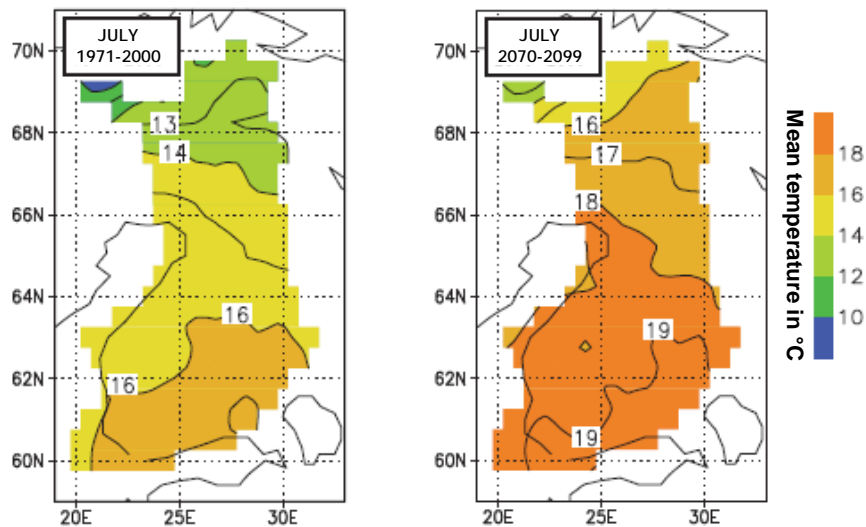 JULY
1971-2000
70N
68N
66N
64N
62N
60N
20E
25E
30E
13
14
16
16
JULY
2070-2099
70N
68N
66N
64N
62N
60N
20E
25E
30E
16
17
18
19
19
Mean temperature in °C
18
16
14
12
10